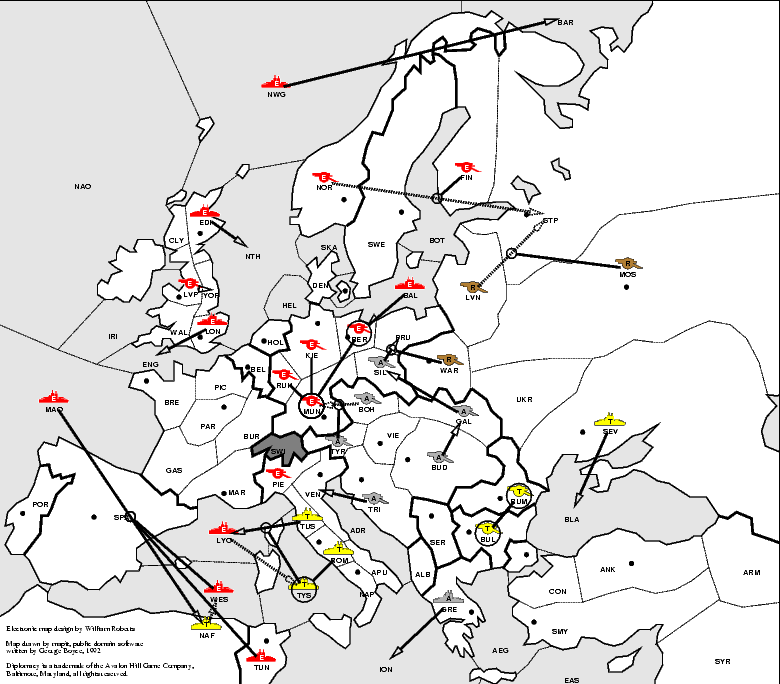 BAR
E
NWG
NAO
E
NOR
E
FIN
E
EDI
STP
CLY
NTH
SKA
SWE
BOT
R
MOS
E
LVP
YOR
DEN
E
BAL
R
LVN
HEL
WAL
E
LON
IRI
ENG
HOL
E
BER
PRU
E
KIE
A
SIL
R
WAR
BEL
E
RUH
PIC
BRE
E
MAO
E
MUN
A
BOH
UKR
A
GAL
T
SEV
PAR
BUR
SWI
A
TYR
VIE
A
BUD
GAS
E
PIE
VEN
A
TRI
T
RUM
MAR
POR
SPA
T
TUS
BLA
E
LYO
ADR
T
BUL
SER
T
ROM
ANK
ARM
APU
ALB
E
WES
T
TYS
NAP
A
GRE
CON
T
NAF
SMY
AEG
E
TUN
ION
SYR
EAS
Electronic map design by William Roberts
Map drawn by mapit, public domain software
written by George Boyce, 1992
Diplomacy is a trademark of the Avalon Hill Game Company,
Baltimore, Maryland, all rights reserved.